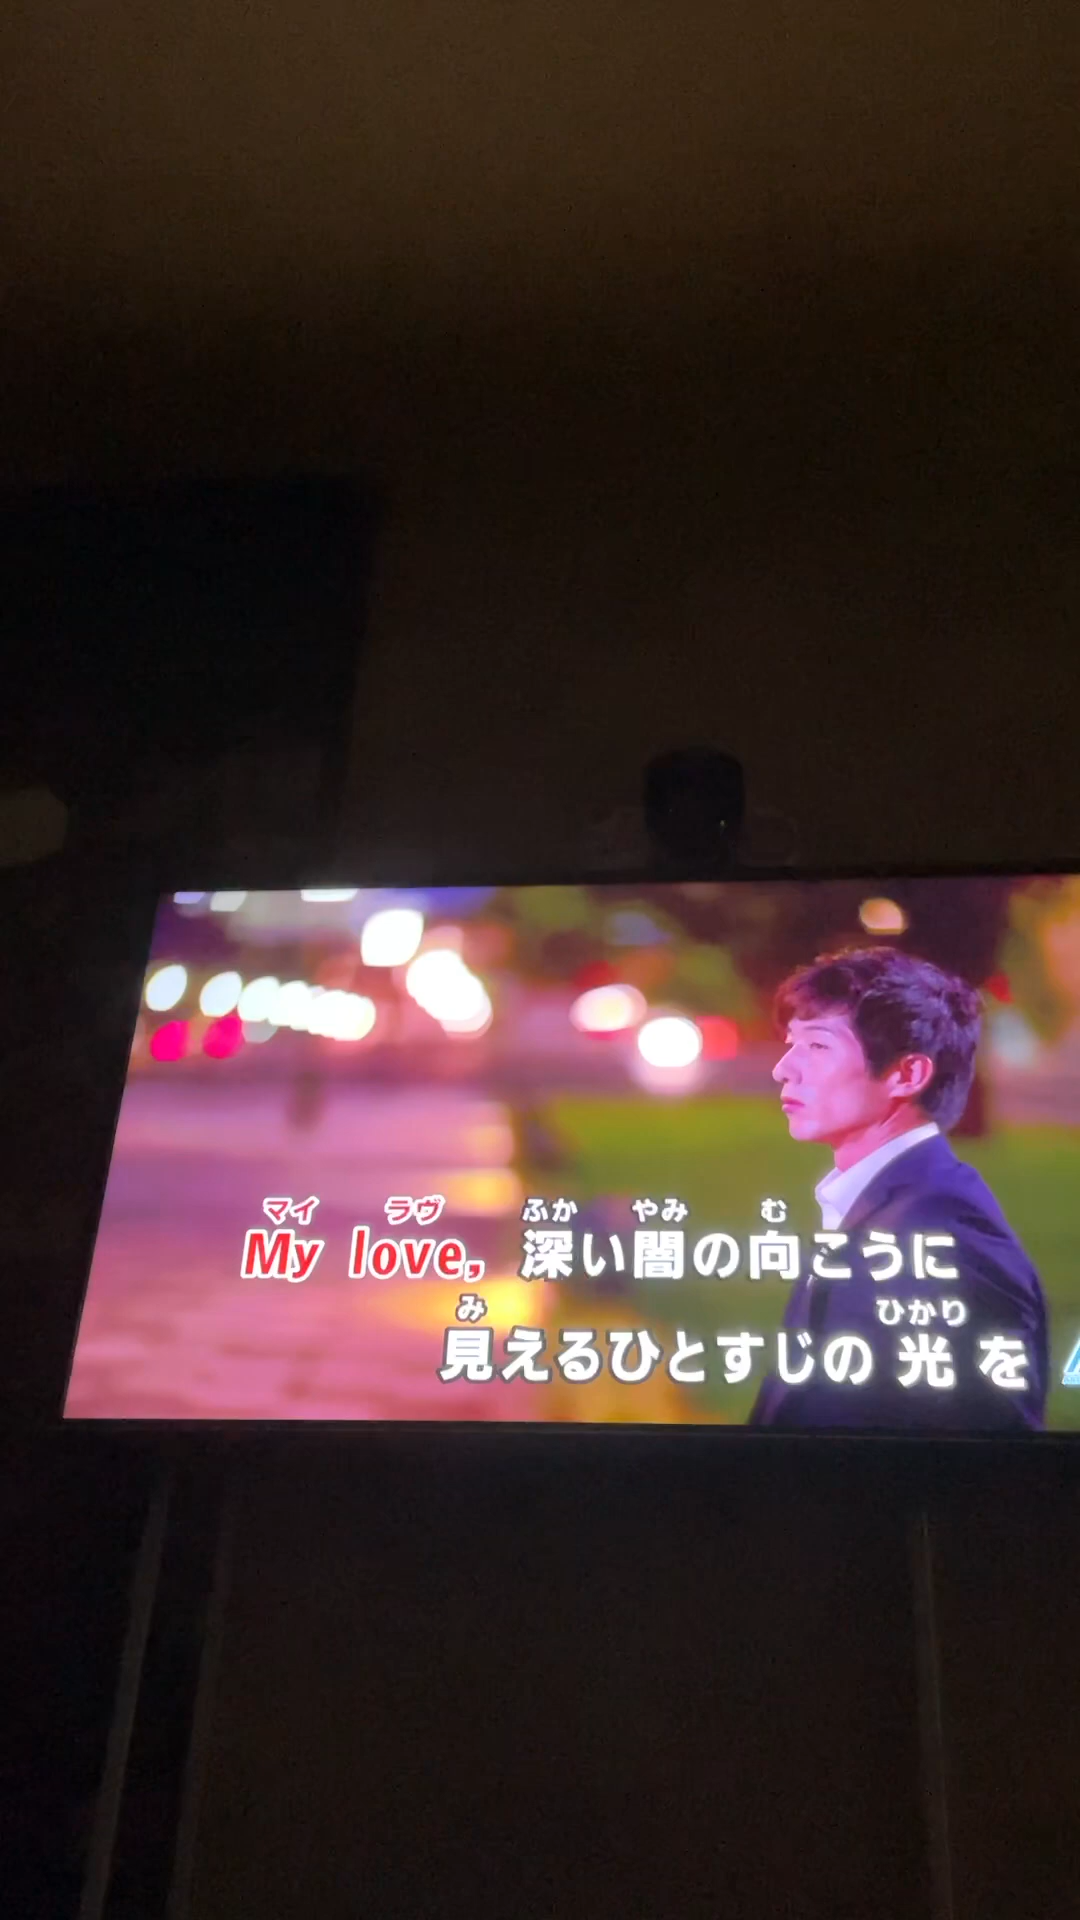 マイ ラヴ ふか やみ む
My love, 深い闇の向こうに
み ひかり
見えるひとすじの光を